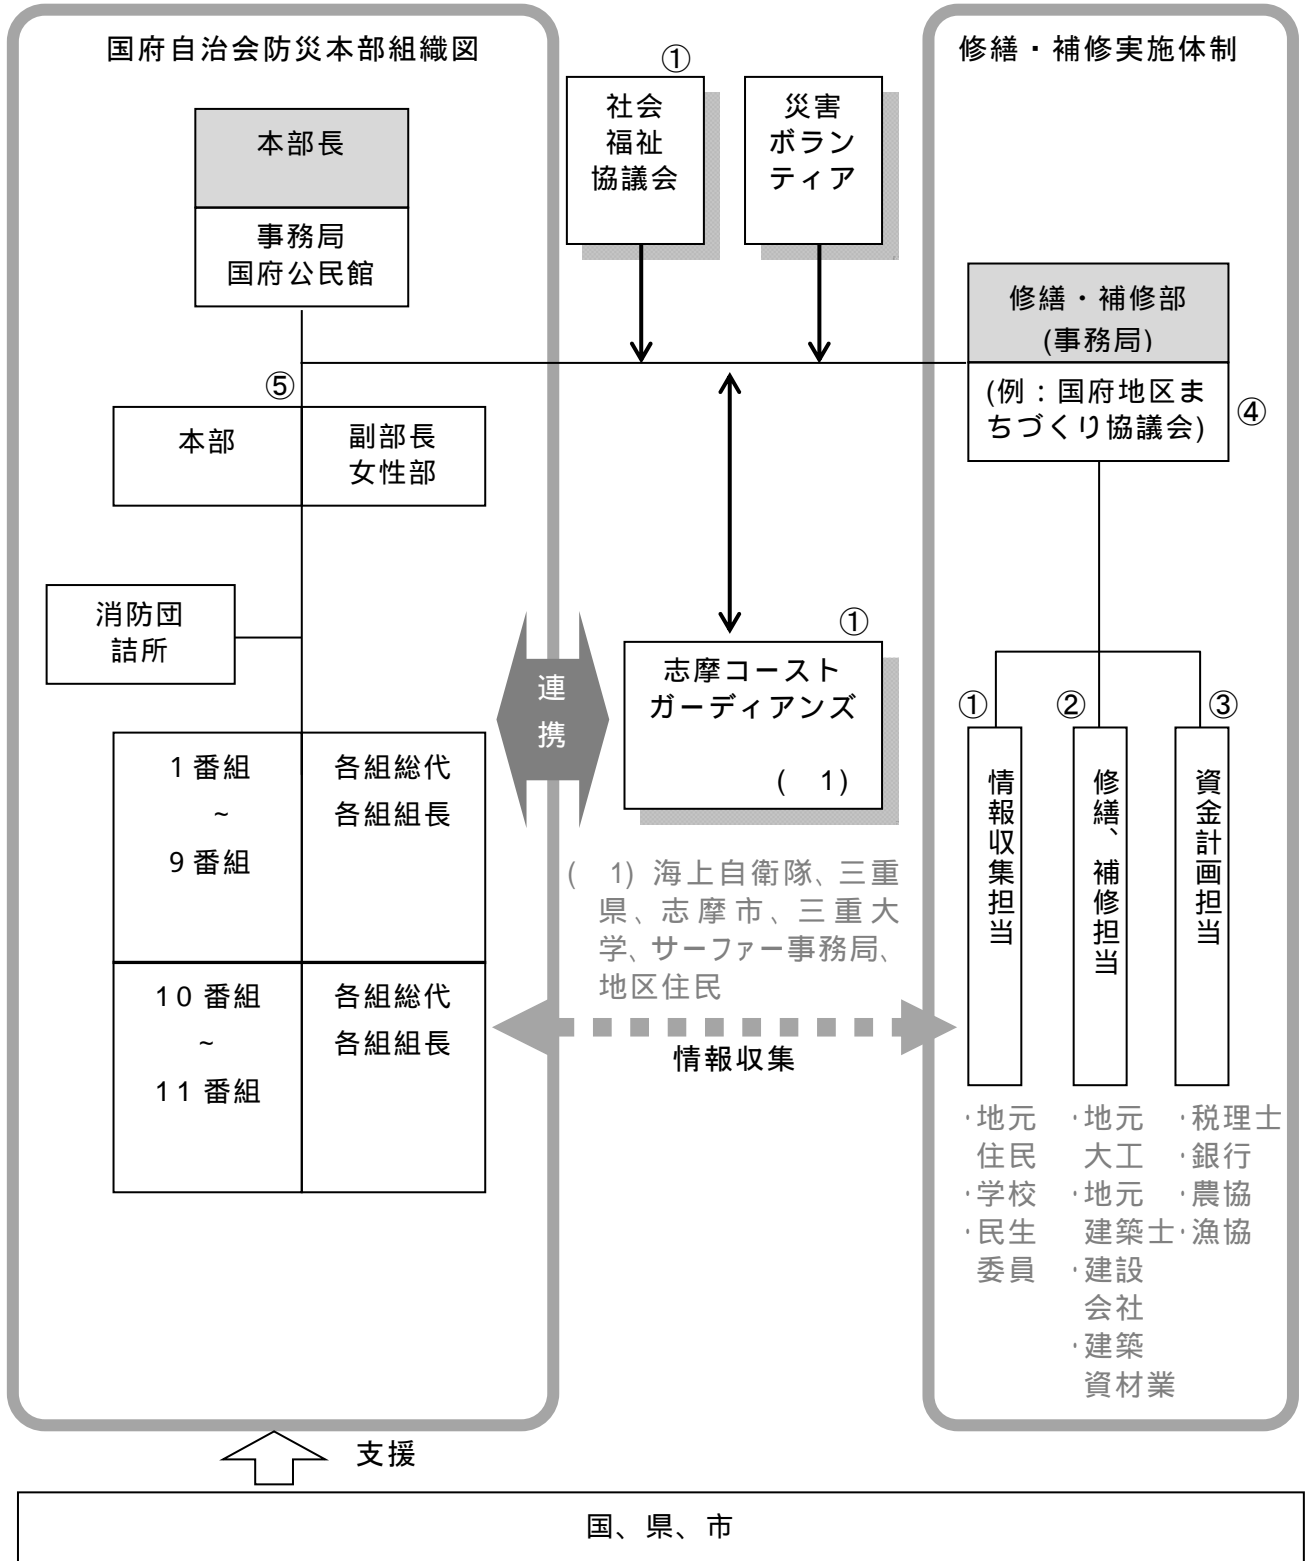 国府自治会防災本部組織図
本部長
事務局
国府公民館
⑤
本部
副部長
女性部
消防団
詰所
1番組
~
9番組
各組総代
各組組長
10番組
~
11番組
各組総代
各組組長
①
社会
福祉
協議会
災害
ボラン
ティア
連
携
①
志摩コースト
ガーディアンズ
( 1)
( 1) 海上自衛隊、三重
県、志摩市、三重大
学、サーファー事務局、
地区住民
情報収集
修繕・補修実施体制
修繕・補修部
(事務局)
(例：国府地区ま
ちづくり協議会)
④
①
情報収集担当
・地元
住民
・学校
・民生
委員
②
修繕、補修担当
・地元
大工
・地元
建築士
・建設
会社
・建築
資材業
③
資金計画担当
・税理士
・銀行
・農協
・漁協
支援
国、県、市